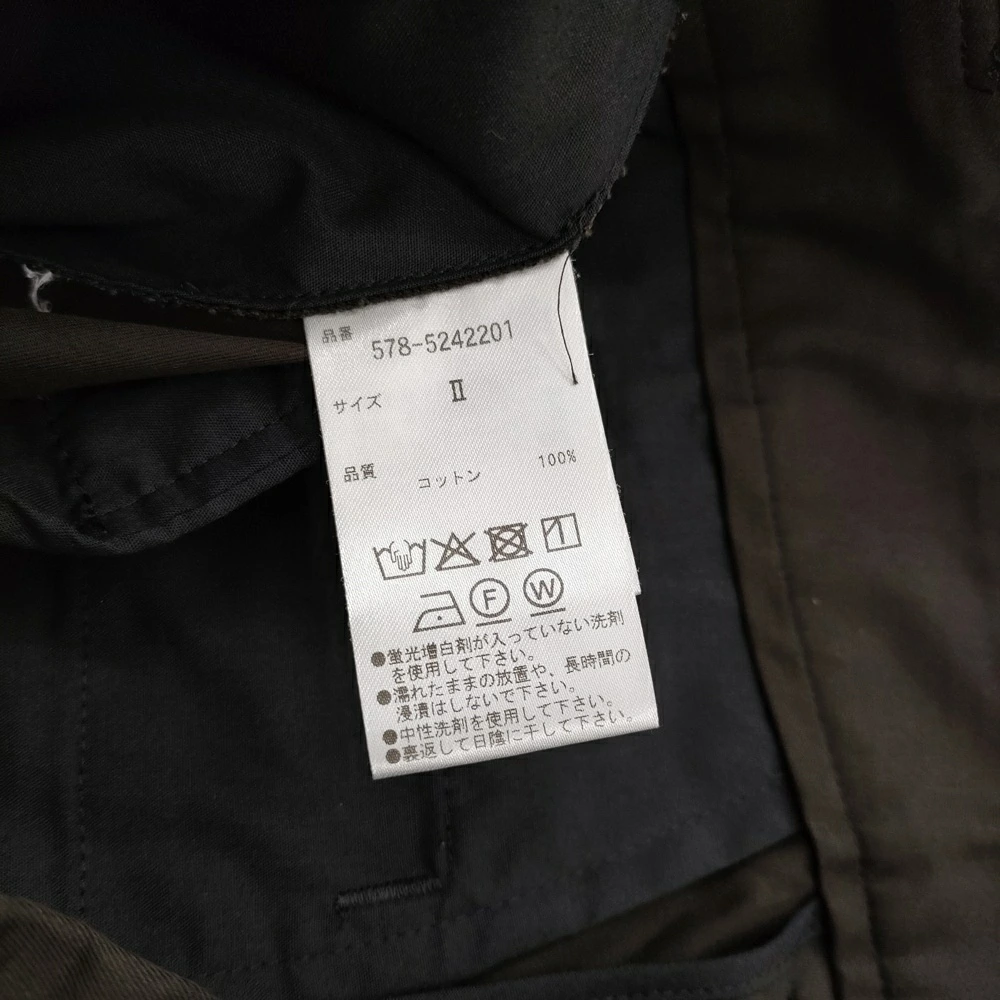 品番 578-5242201
サイズ Ⅱ
品質 コットン 100%
F W
●蛍光増白剤が入っていない洗剤
を使用して下さい。
●濡れたままの放置や、長時間の
浸漬はしないで下さい。
●中性洗剤を使用して下さい。
●裏返して日陰に干して下さい。